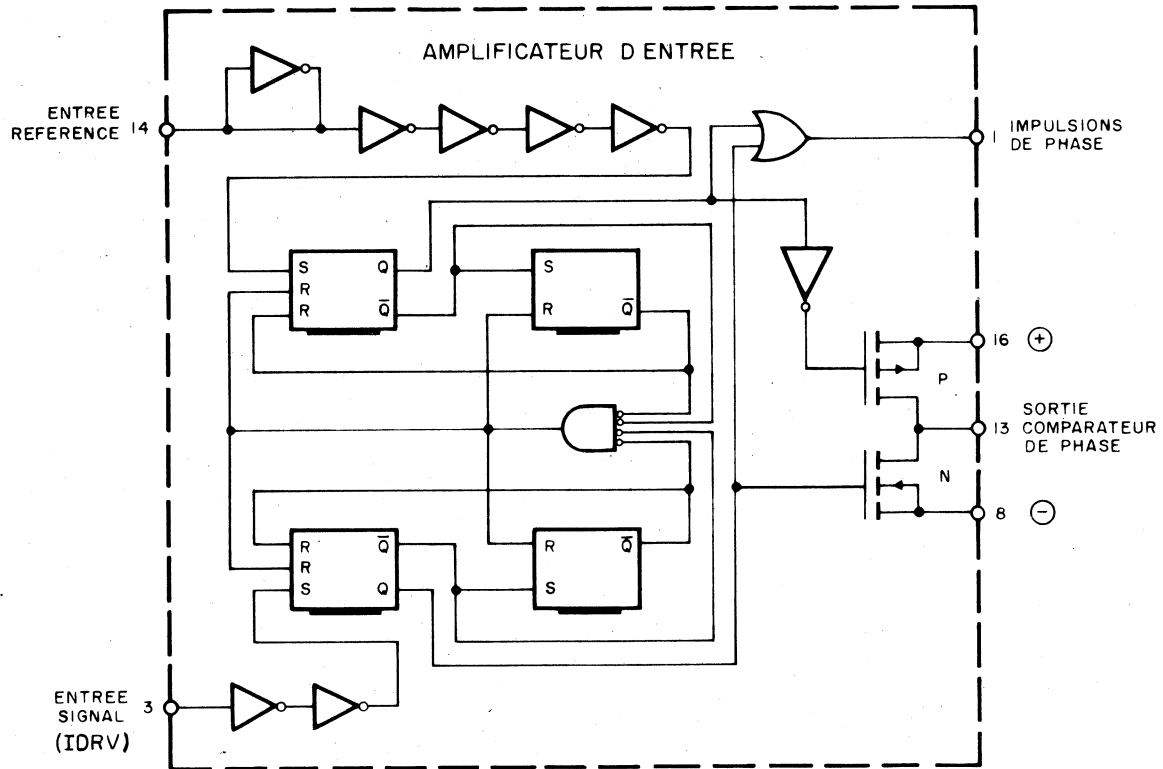 AMPLIFICATEUR D ENTREE
ENTREE
REFERENCE 14
1 IMPULSIONS
DE PHASE
S Q
R
R Q̅
S
R Q̅
16 +
P
SORTIE
13 COMPARATEUR
DE PHASE
N
8 −
R Q̅
R
S Q
R Q̅
S
ENTREE
SIGNAL 3
(IDRV)